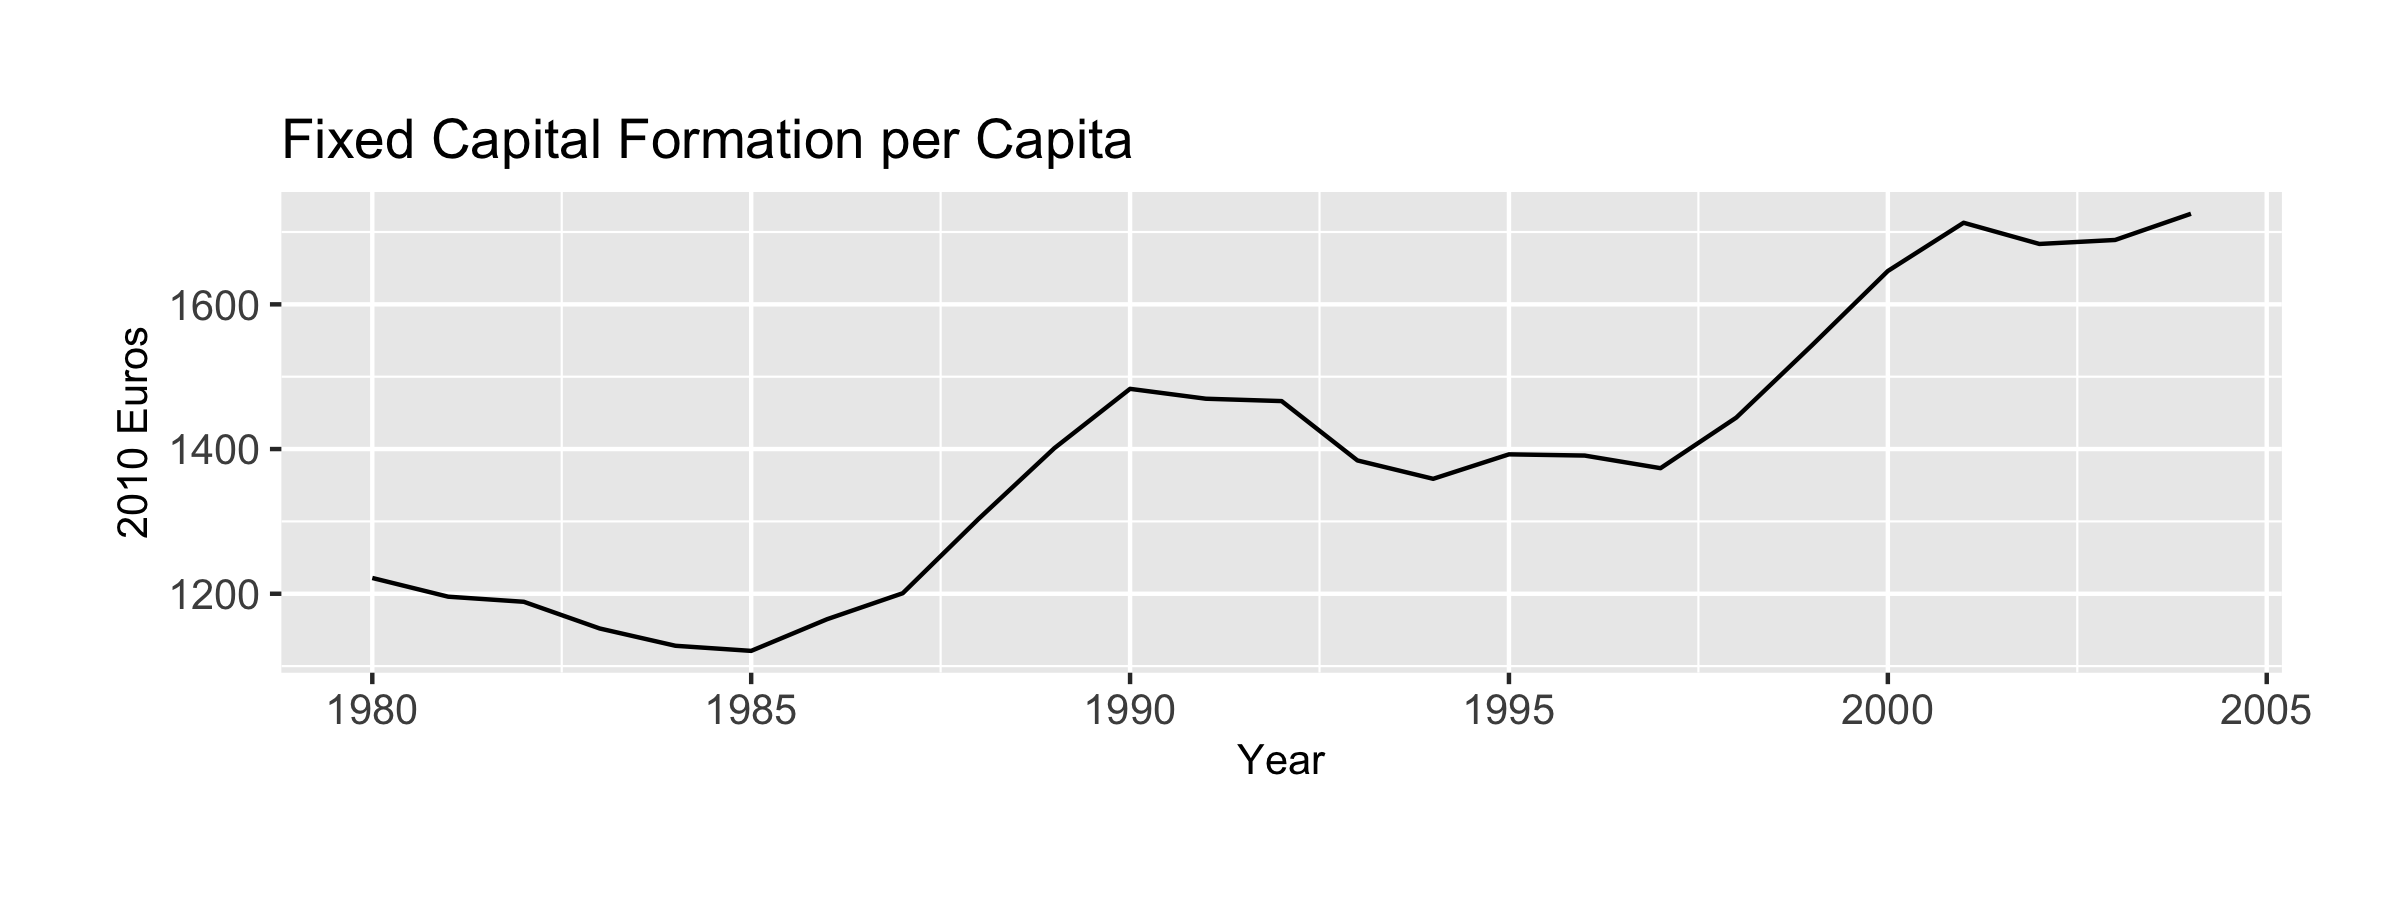 Fixed Capital Formation per Capita
2010 Euros
1600
1400
1200
1980 1985 1990 1995 2000 2005
Year